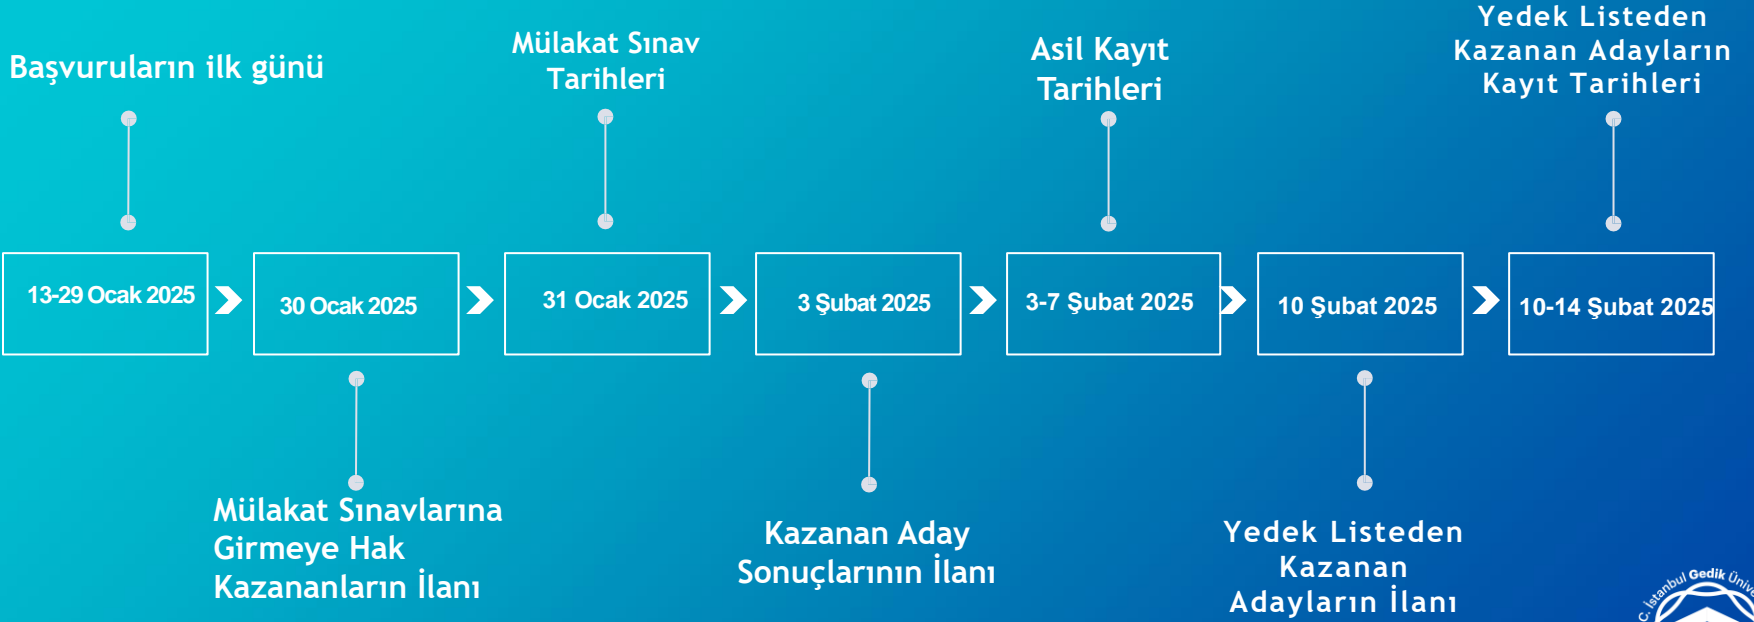 Başvuruların ilk günü
Mülakat Sınav
Tarihleri
Asil Kayıt
Tarihleri
Yedek Listeden
Kazanan Adayların
Kayıt Tarihleri
13-29 Ocak 2025
30 Ocak 2025
31 Ocak 2025
3 Şubat 2025
3-7 Şubat 2025
10 Şubat 2025
10-14 Şubat 2025
Mülakat Sınavlarına
Girmeye Hak
Kazananların İlanı
Kazanan Aday
Sonuçlarının İlanı
Yedek Listeden
Kazanan
Adayların İlanı
C. İstanbul Gedik